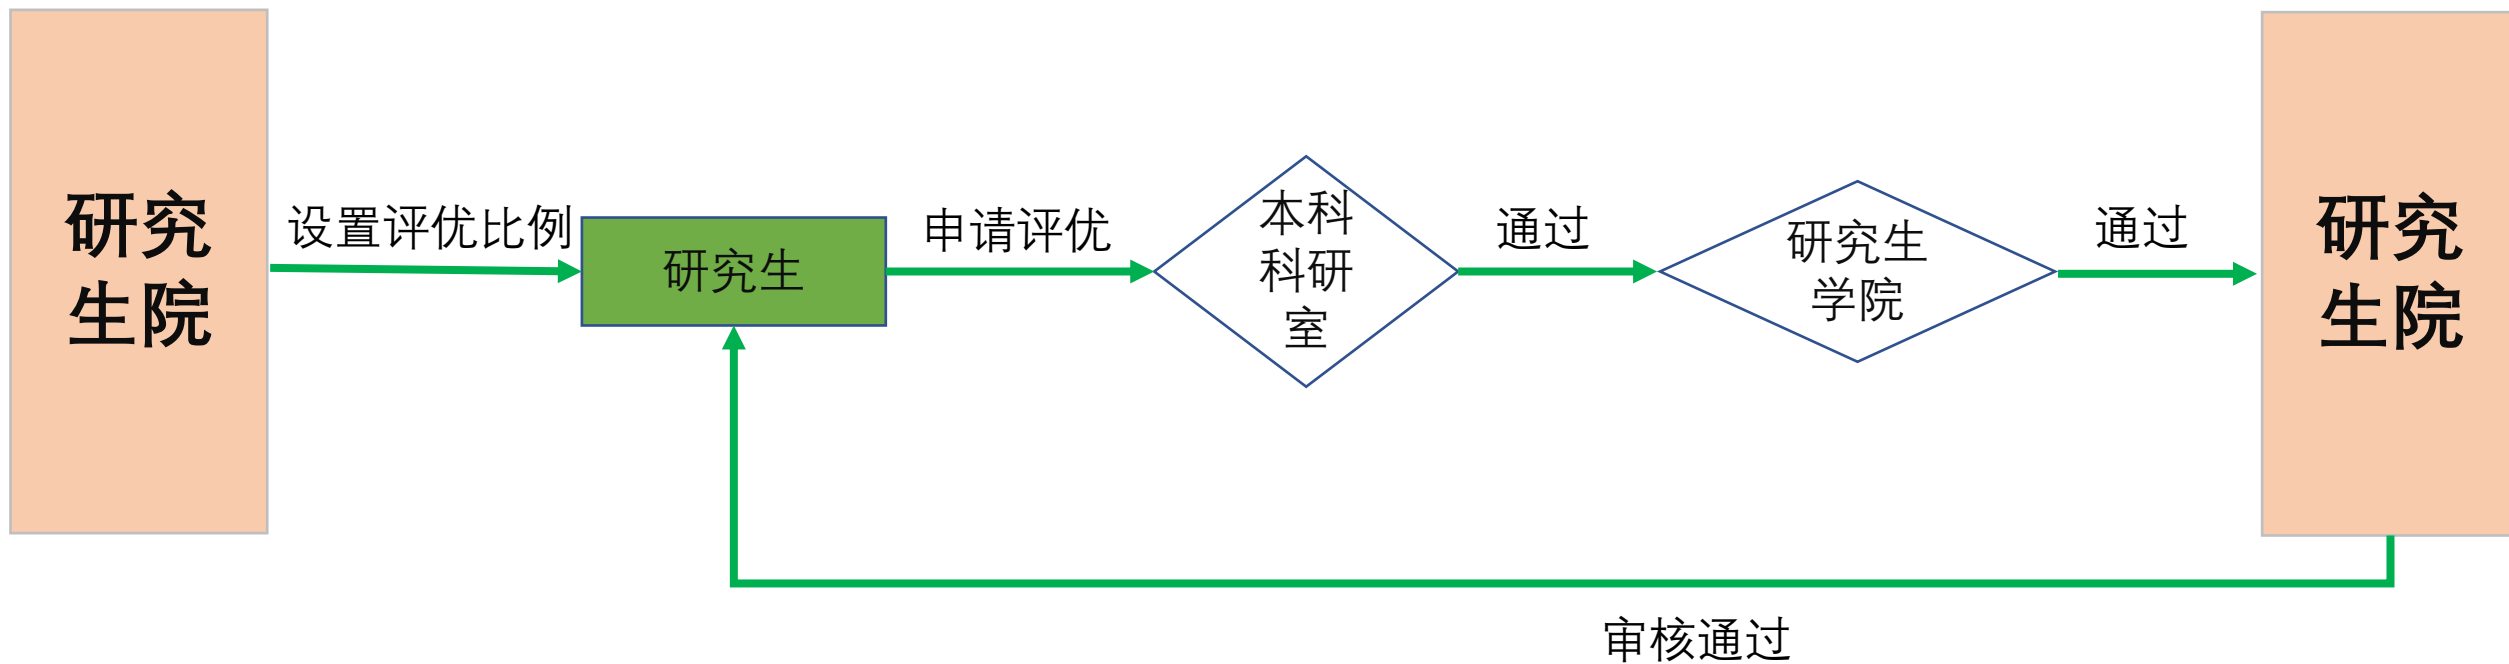 研究
生院
设置评优比例
研究生
申请评优
本科
科研
室
通过
研究生
学院
通过
研究
生院
审核通过